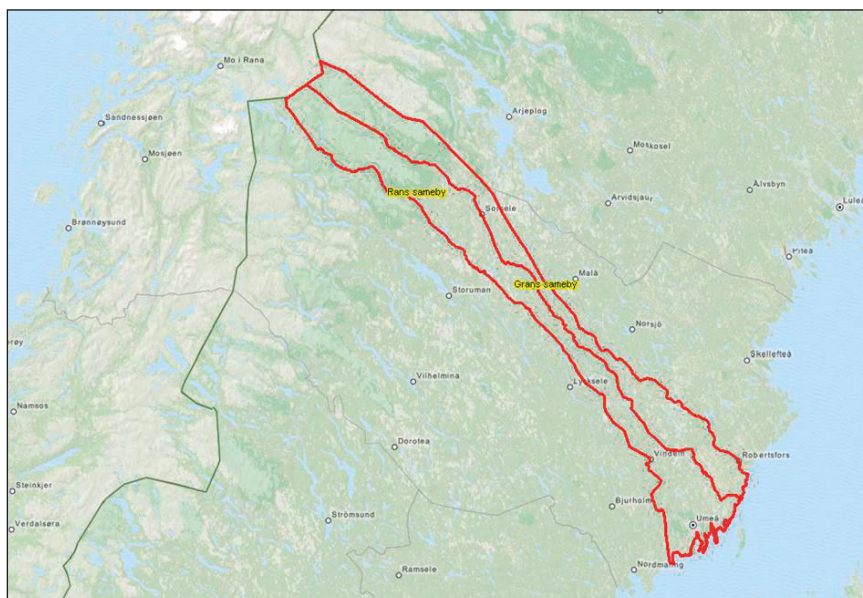 Mo i Rana
Arjeplog
Sandnessjøen
Mosjøen
Moskosel
Älvsbyn
Rans sameby
Arvidsjaur
Luleå
Sorsele
Brønnøysund
Piteå
Malå
Grans sameby
Storuman
Norsjö
Skellefteå
Vilhelmina
Lycksele
Namsos
Dorotea
Vindeln
Robertsfors
Steinkjer
Bjurholm
Strömsund
Umeå
Verdalsøra
Ramsele
Nordmaling